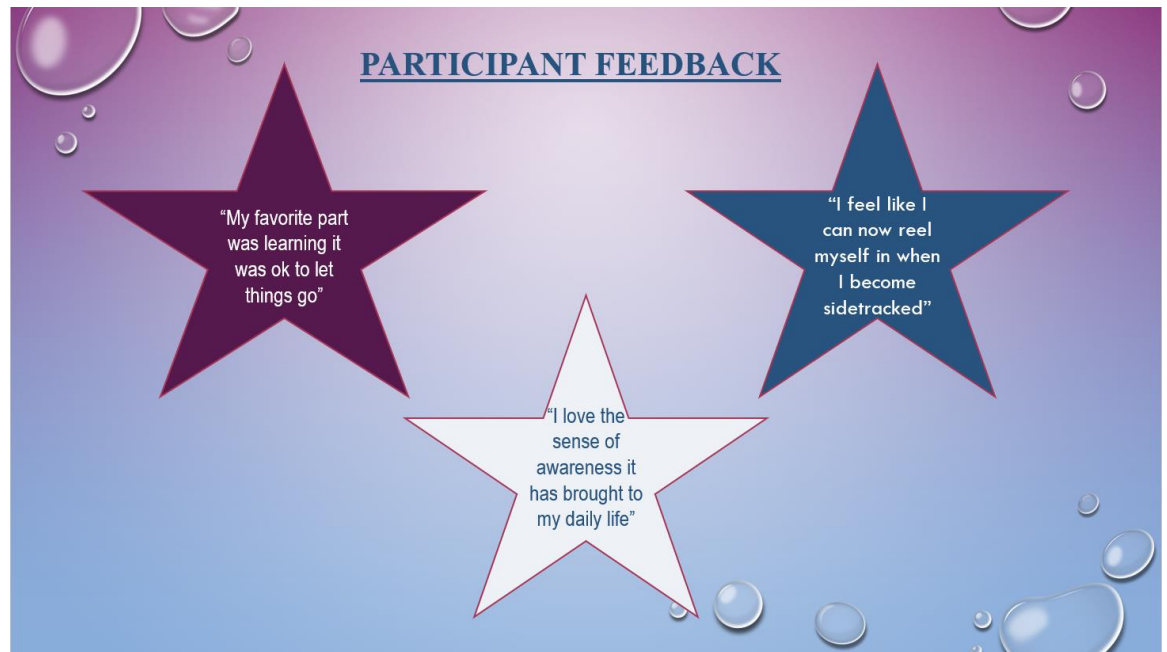 PARTICIPANT FEEDBACK
“My favorite part
was learning it
was ok to let
things go”
“I feel like I
can now reel
myself in when
I become
sidetracked”
“I love the
sense of
awareness it
has brought to
my daily life”